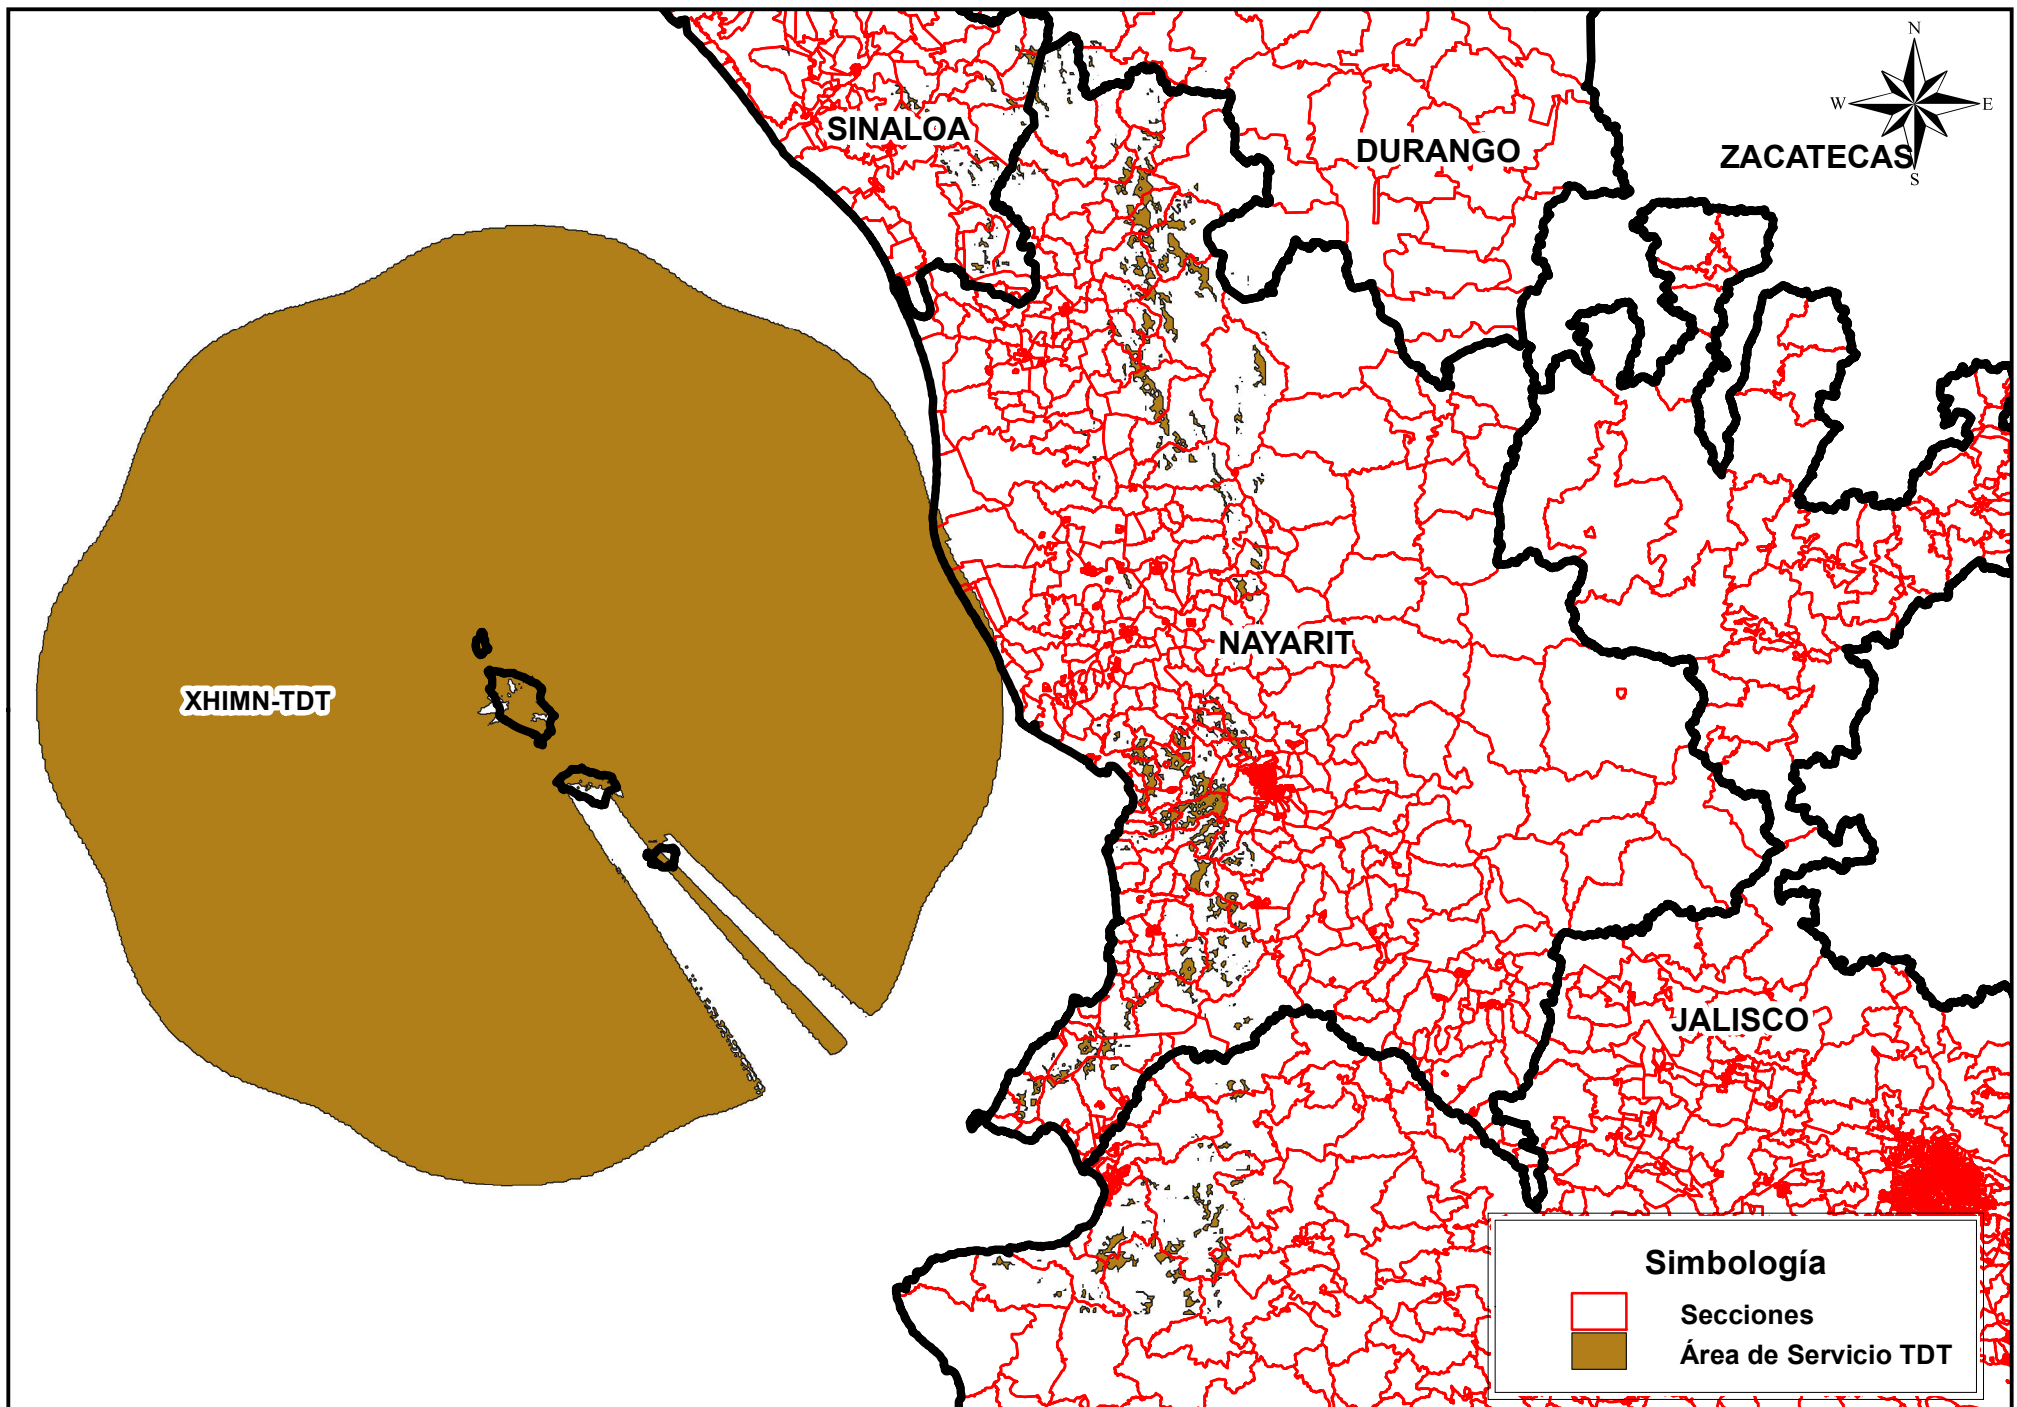 N
W
E
S
SINALOA
DURANGO
ZACATECAS
NAYARIT
XHIMN-TDT
JALISCO
Simbología
Secciones
Área de Servicio TDT